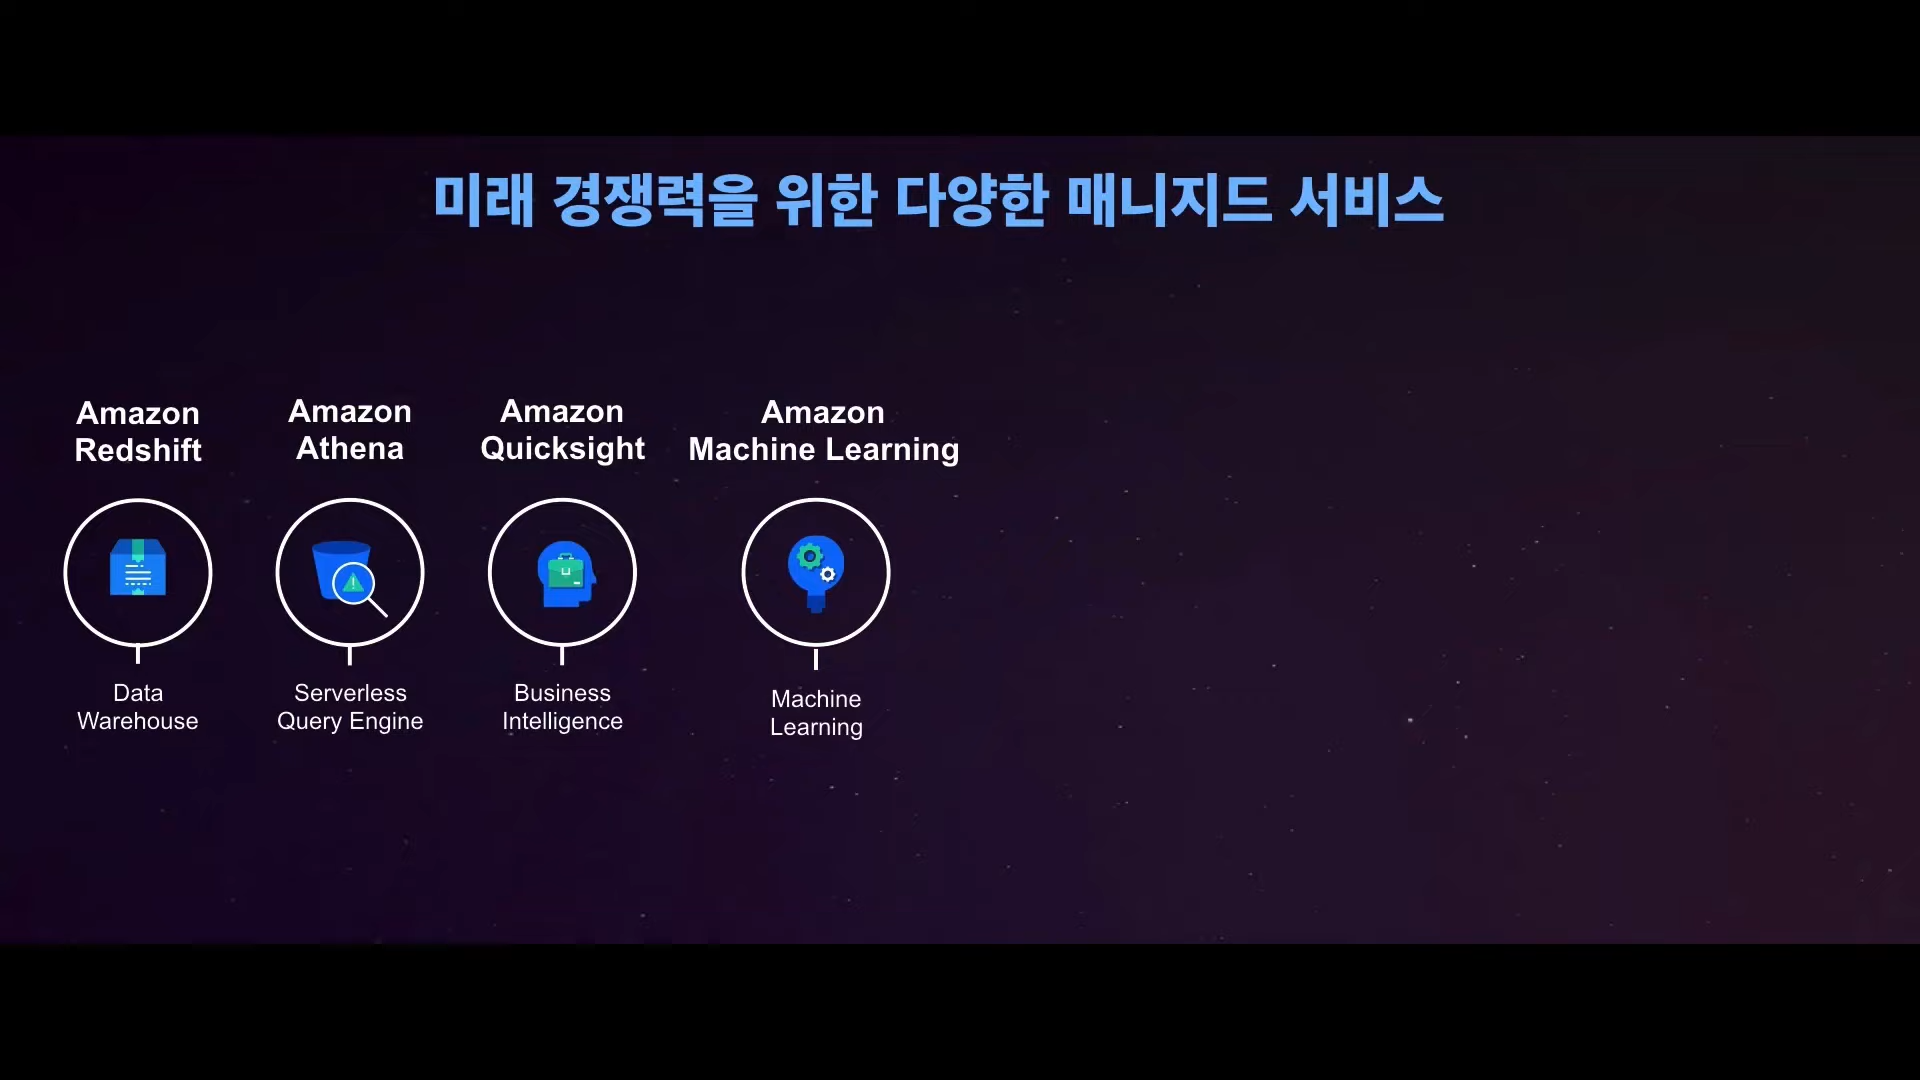 미래 경쟁력을 위한 다양한 매니지드 서비스
Amazon
Redshift
Amazon
Athena
Amazon
Quicksight
Amazon
Machine Learning
Data
Warehouse
Serverless
Query Engine
Business
Intelligence
Machine
Learning